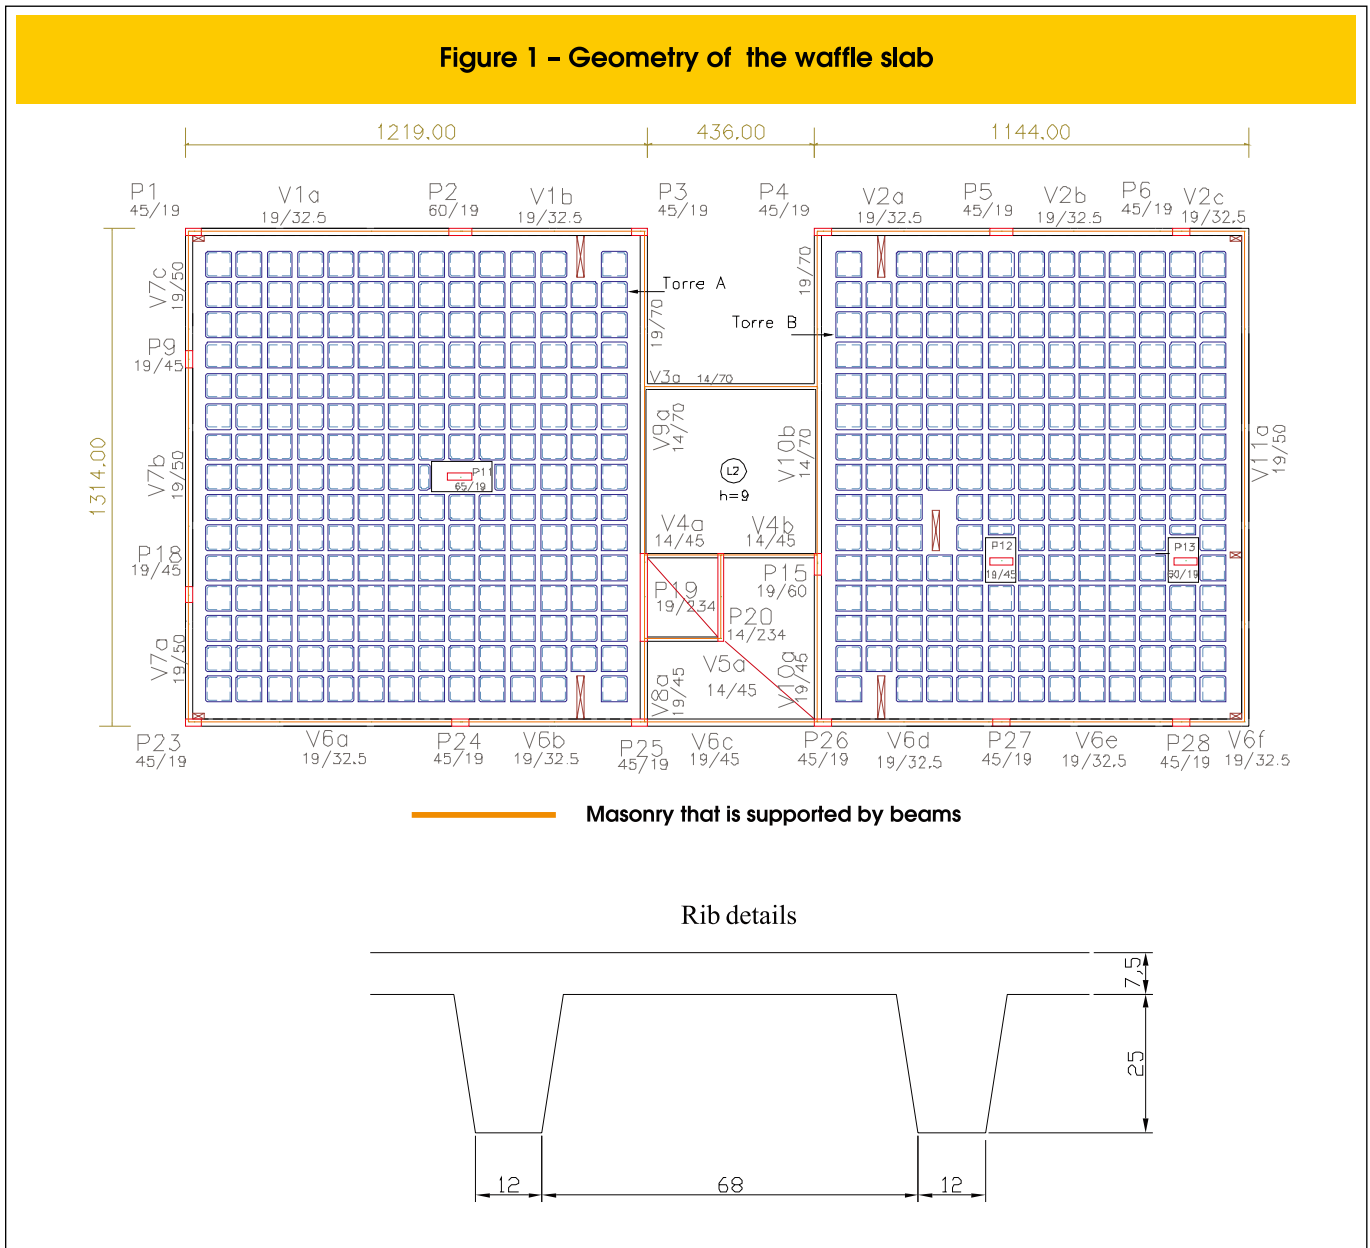 Figure 1 – Geometry of the waffle slab
1219.00 436.00 1144.00
P1 V1a P2 V1b P3 P4 V2a P5 V2b P6 V2c
45/19 19/32.5 60/19 19/32.5 45/19 45/19 19/32.5 45/19 19/32.5 45/19 19/32.5
V7c
19/50
Torre A
19/70
19/70
Torre B
P9
19/45
V3a 14/70
V9a
14/70
V10b
14/70
V11a
19/50
1314.00
V7b
19/50
P11
65/19
L2
h=9
V4a V4b
14/45 14/45
P18
19/45
P19
19/234
P15
19/60
P12
19/45
P13
60/19
P20
14/234
V7a
19/50
V8a
19/45
V5a
14/45
V10a
19/45
P23 V6a P24 V6b P25 V6c P26 V6d P27 V6e P28 V6f
45/19 19/32.5 45/19 19/32.5 45/19 19/45 45/19 19/32.5 45/19 19/32.5 45/19 19/32.5
Masonry that is supported by beams
Rib details
7,5
25
12 68 12